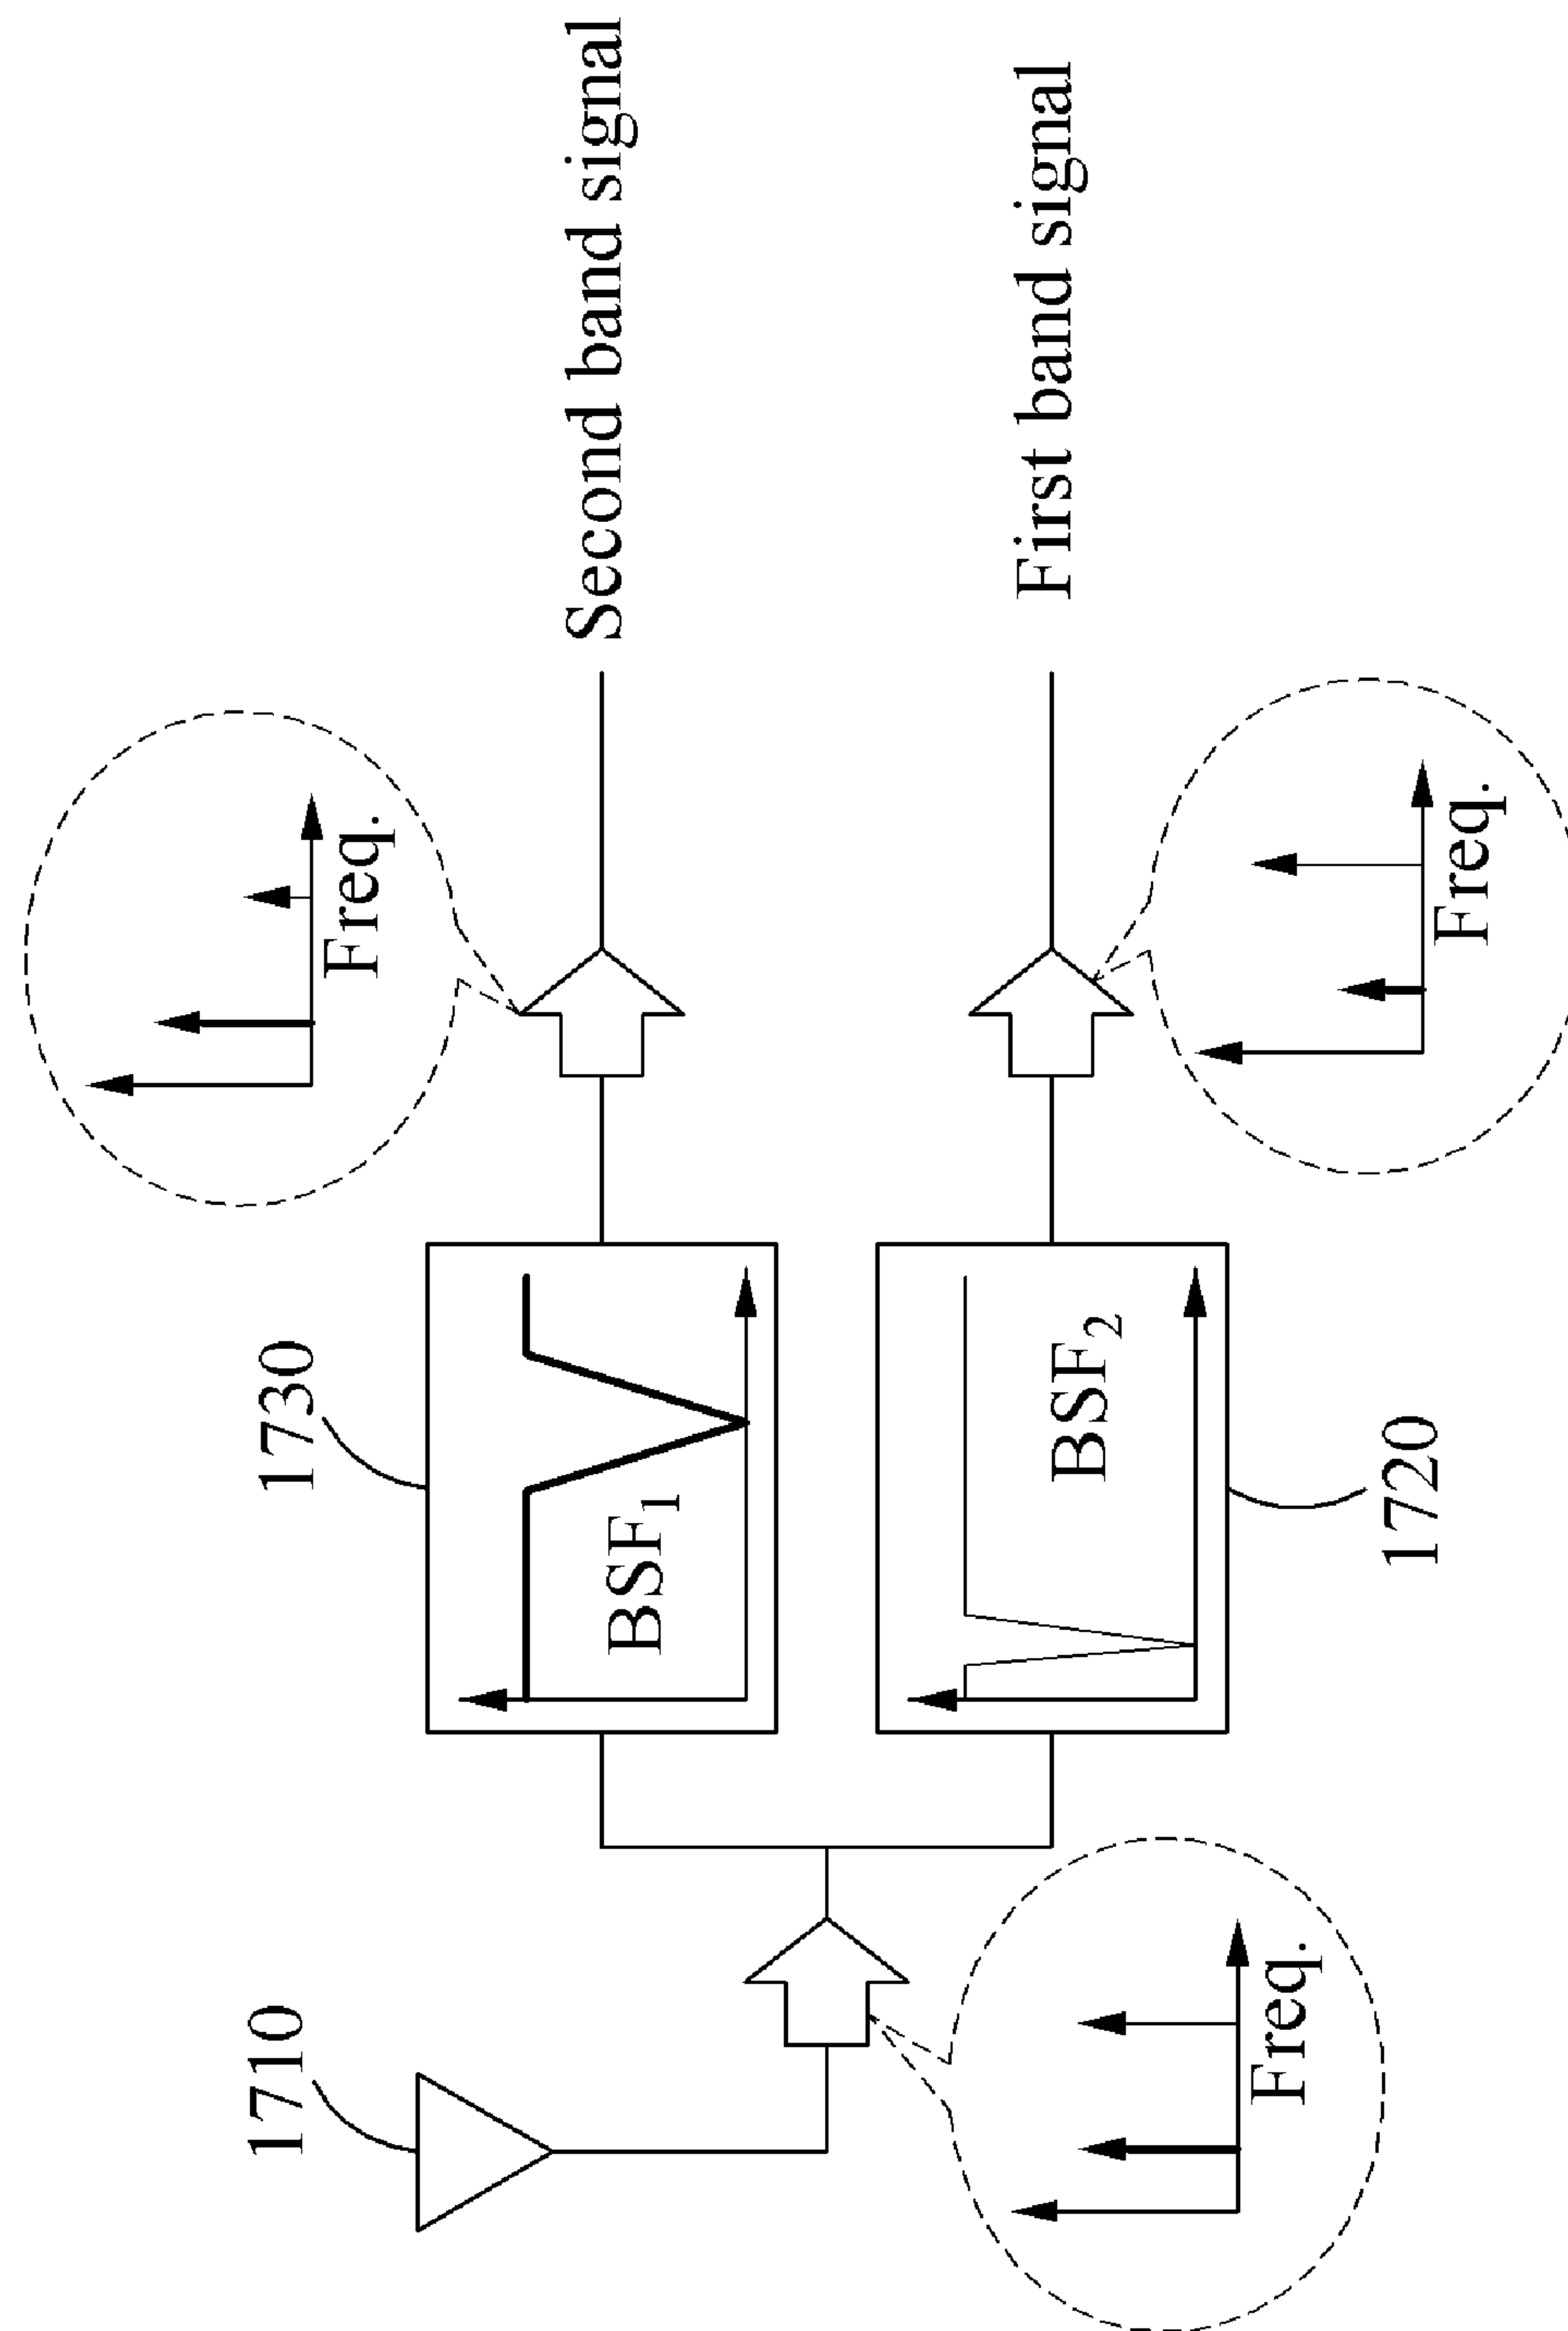 1710
Freq.
1730
BSF1
Freq.
Second band signal
BSF2
1720
Freq.
First band signal